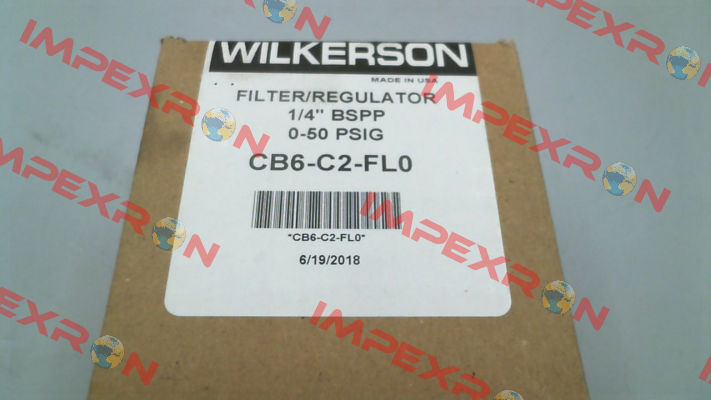 WILKERSON
MADE IN USA
FILTER/REGULATOR
1/4" BSPP
0-50 PSIG
CB6-C2-FL0
"CB6-C2-FL0"
6/19/2018
IMPEXRON
IMPEXRON
IMPEXRON
IMPEXRON
IMPEXRON
IMPEXRON